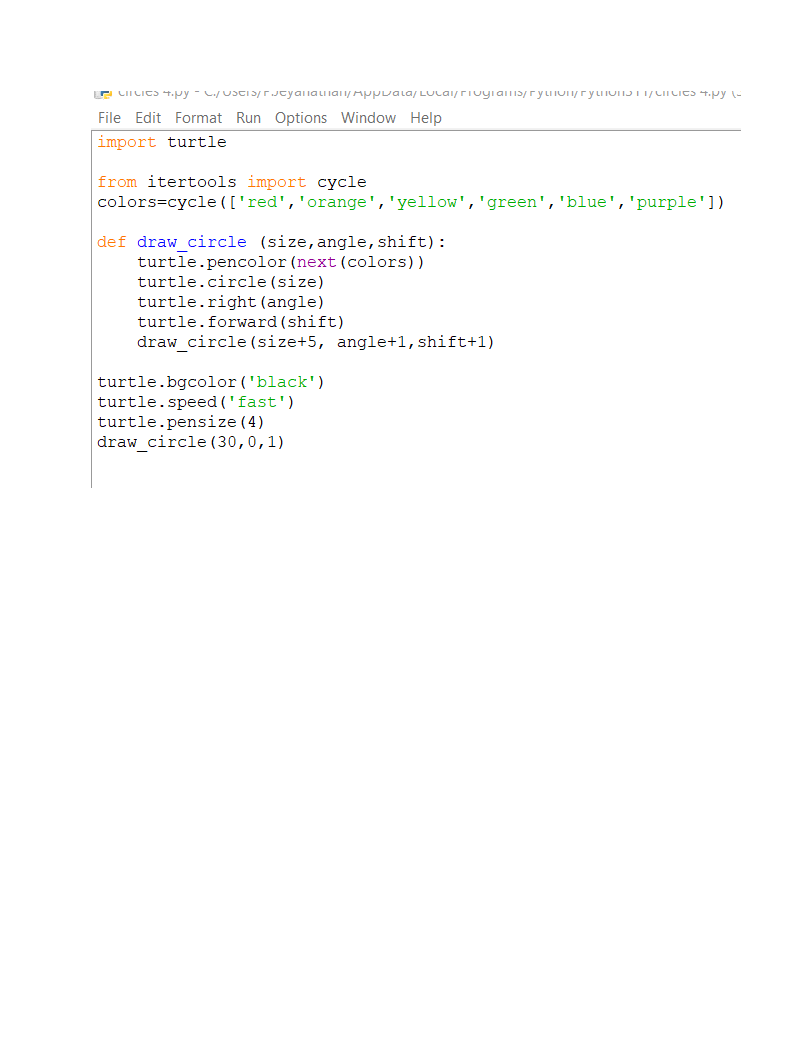 circles 4.py - C:/Users/P.Jeyanathan/AppData/Local/Programs/Python/Python311/circles 4.py
File Edit Format Run Options Window Help
import turtle
from itertools import cycle
colors=cycle(['red','orange','yellow','green','blue','purple'])
def draw_circle (size,angle,shift):
    turtle.pencolor(next(colors))
    turtle.circle(size)
    turtle.right(angle)
    turtle.forward(shift)
    draw_circle(size+5, angle+1,shift+1)
turtle.bgcolor('black')
turtle.speed('fast')
turtle.pensize(4)
draw_circle(30,0,1)